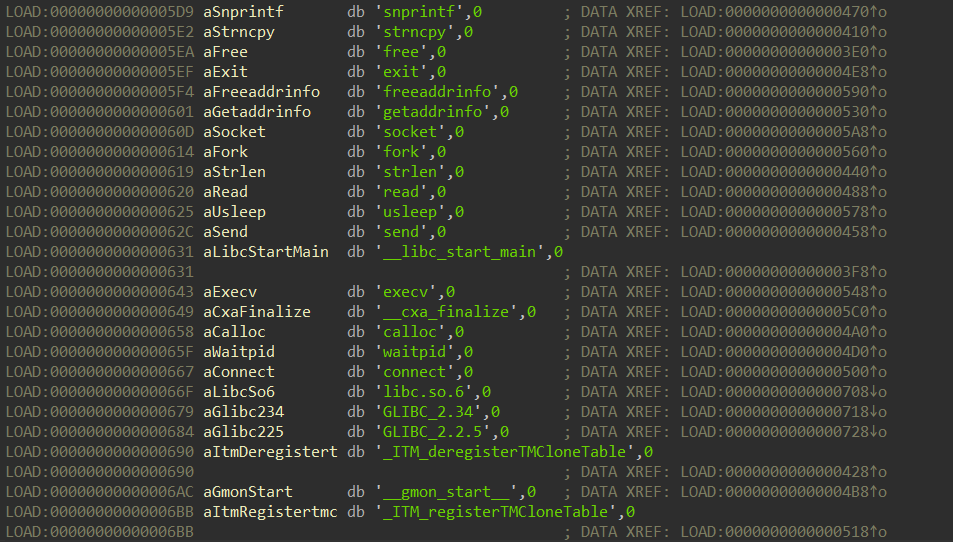 LOAD:00000000000005D9 aSnprintf db 'snprintf',0 ; DATA XREF: LOAD:0000000000000470↑o
LOAD:00000000000005E2 aStrncpy db 'strncpy',0 ; DATA XREF: LOAD:0000000000000410↑o
LOAD:00000000000005EA aFree db 'free',0 ; DATA XREF: LOAD:00000000000003E0↑o
LOAD:00000000000005EF aExit db 'exit',0 ; DATA XREF: LOAD:00000000000004E8↑o
LOAD:00000000000005F4 aFreeaddrinfo db 'freeaddrinfo',0 ; DATA XREF: LOAD:0000000000000590↑o
LOAD:0000000000000601 aGetaddrinfo db 'getaddrinfo',0 ; DATA XREF: LOAD:0000000000000530↑o
LOAD:000000000000060D aSocket db 'socket',0 ; DATA XREF: LOAD:00000000000005A8↑o
LOAD:0000000000000614 aFork db 'fork',0 ; DATA XREF: LOAD:0000000000000560↑o
LOAD:0000000000000619 aStrlen db 'strlen',0 ; DATA XREF: LOAD:0000000000000440↑o
LOAD:0000000000000620 aRead db 'read',0 ; DATA XREF: LOAD:0000000000000488↑o
LOAD:0000000000000625 aUsleep db 'usleep',0 ; DATA XREF: LOAD:0000000000000578↑o
LOAD:000000000000062C aSend db 'send',0 ; DATA XREF: LOAD:0000000000000458↑o
LOAD:0000000000000631 aLibcStartMain db '__libc_start_main',0
LOAD:0000000000000631 ; DATA XREF: LOAD:00000000000003F8↑o
LOAD:0000000000000643 aExecv db 'execv',0 ; DATA XREF: LOAD:0000000000000548↑o
LOAD:0000000000000649 aCxaFinalize db '__cxa_finalize',0 ; DATA XREF: LOAD:00000000000005C0↑o
LOAD:0000000000000658 aCalloc db 'calloc',0 ; DATA XREF: LOAD:00000000000004A0↑o
LOAD:000000000000065F aWaitpid db 'waitpid',0 ; DATA XREF: LOAD:00000000000004D0↑o
LOAD:0000000000000667 aConnect db 'connect',0 ; DATA XREF: LOAD:0000000000000500↑o
LOAD:000000000000066F aLibcSo6 db 'libc.so.6',0 ; DATA XREF: LOAD:0000000000000708↓o
LOAD:0000000000000679 aGlibc234 db 'GLIBC_2.34',0 ; DATA XREF: LOAD:0000000000000718↓o
LOAD:0000000000000684 aGlibc225 db 'GLIBC_2.2.5',0 ; DATA XREF: LOAD:0000000000000728↓o
LOAD:0000000000000690 aItmDeregistert db '_ITM_deregisterTMCloneTable',0
LOAD:0000000000000690 ; DATA XREF: LOAD:0000000000000428↑o
LOAD:00000000000006AC aGmonStart db '__gmon_start__',0 ; DATA XREF: LOAD:00000000000004B8↑o
LOAD:00000000000006BB aItmRegistertmc db '_ITM_registerTMCloneTable',0
LOAD:00000000000006BB ; DATA XREF: LOAD:0000000000000518↑o